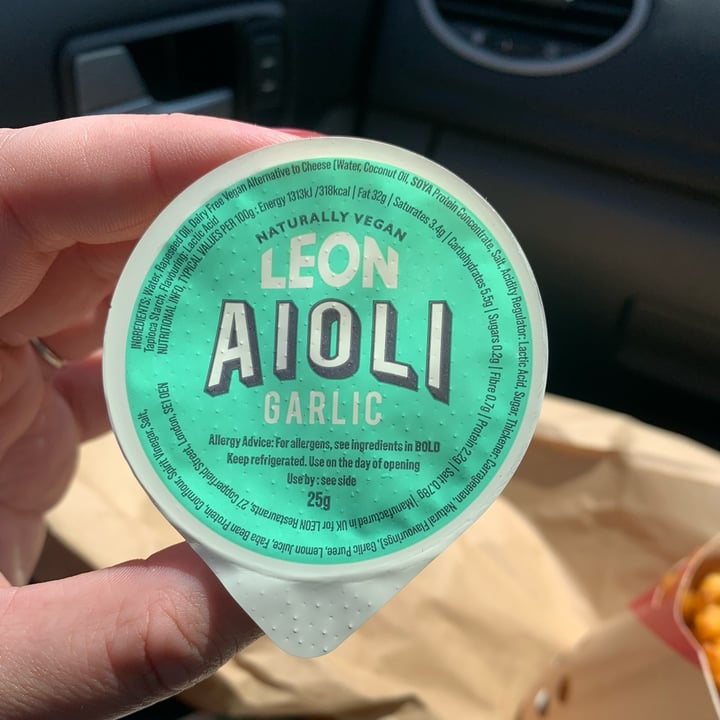 NATURALLY VEGAN
LEON
AIOLI
GARLIC
Allergy Advice: For allergens, see ingredients in BOLD
Keep refrigerated. Use on the day of opening
Use by: see side
25g
INGREDIENTS: Water, Rapeseed Oil, Dairy Free Vegan Alternative to Cheese (Water, Coconut Oil, SOYA Protein Concentrate, Salt, Acidity Regulator: Lactic Acid, Sugar, Thickener: Carrageenan, Natural Flavourings), Garlic Puree, Lemon Juice, Faba Bean Protein, Cornflour, Spirit Vinegar, Salt,
Tapioca Starch, Flavouring, Lactic Acid
NUTRITIONAL INFO, TYPICAL VALUES PER 100g: Energy 1313kJ /318kcal | Fat 32g | Saturates 3.4g | Carbohydrates 5.5g | Sugars 0.2g | Fibre 0.7g | Protein 2.2g | Salt 0.78g | Manufactured in UK for LEON Restaurants, 27 Copperfield Street, London, SE1 0EN